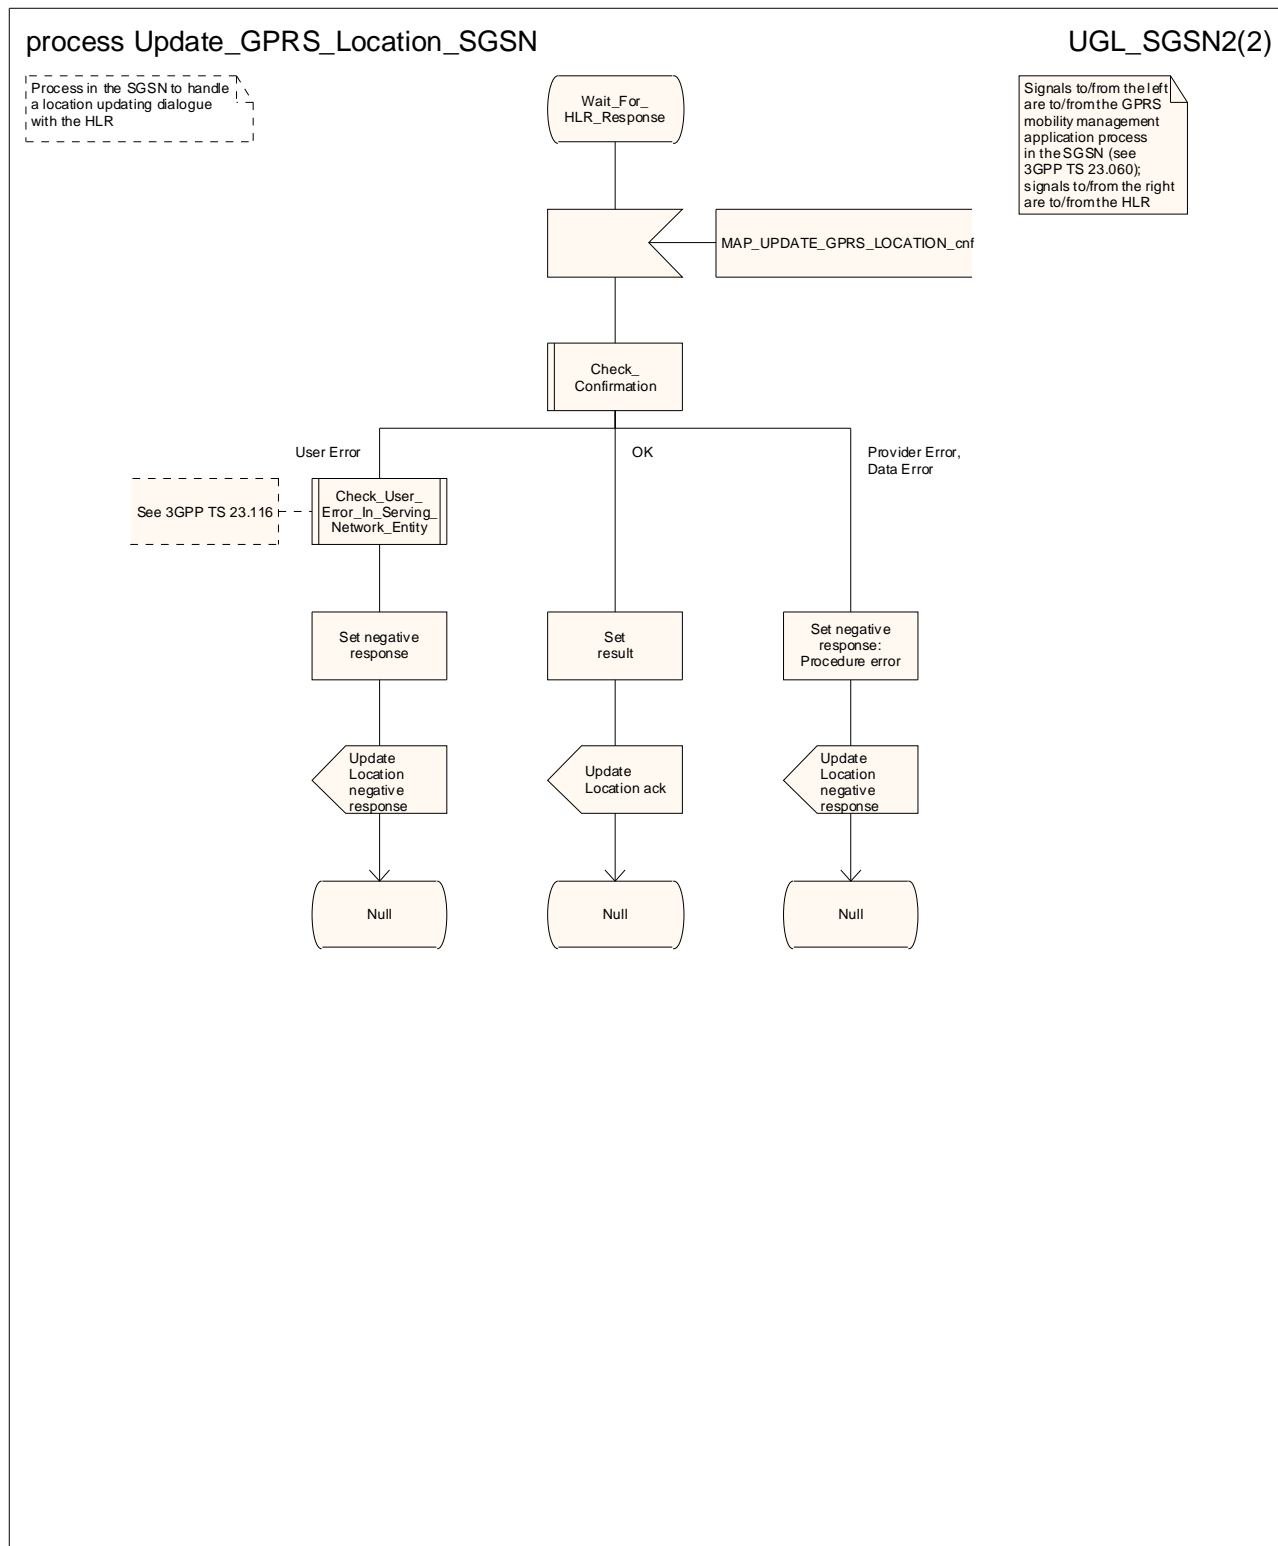 process Update_GPRS_Location_SGSN
UGL_SGSN2(2)
Process in the SGSN to handle
a location updating dialogue
with the HLR
Wait_For_
HLR_Response
Signals to/from the left
are to/from the GPRS
mobility management
application process
in the SGSN (see
3GPP TS 23.060);
signals to/from the right
are to/from the HLR
MAP_UPDATE_GPRS_LOCATION_cnf
Check_
Confirmation
User Error
OK
Provider Error,
Data Error
See 3GPP TS 23.116
Check_User_
Error_In_Serving_
Network_Entity
Set negative
response
Set
result
Set negative
response:
Procedure error
Update
Location
negative
response
Update
Location ack
Update
Location
negative
response
Null
Null
Null